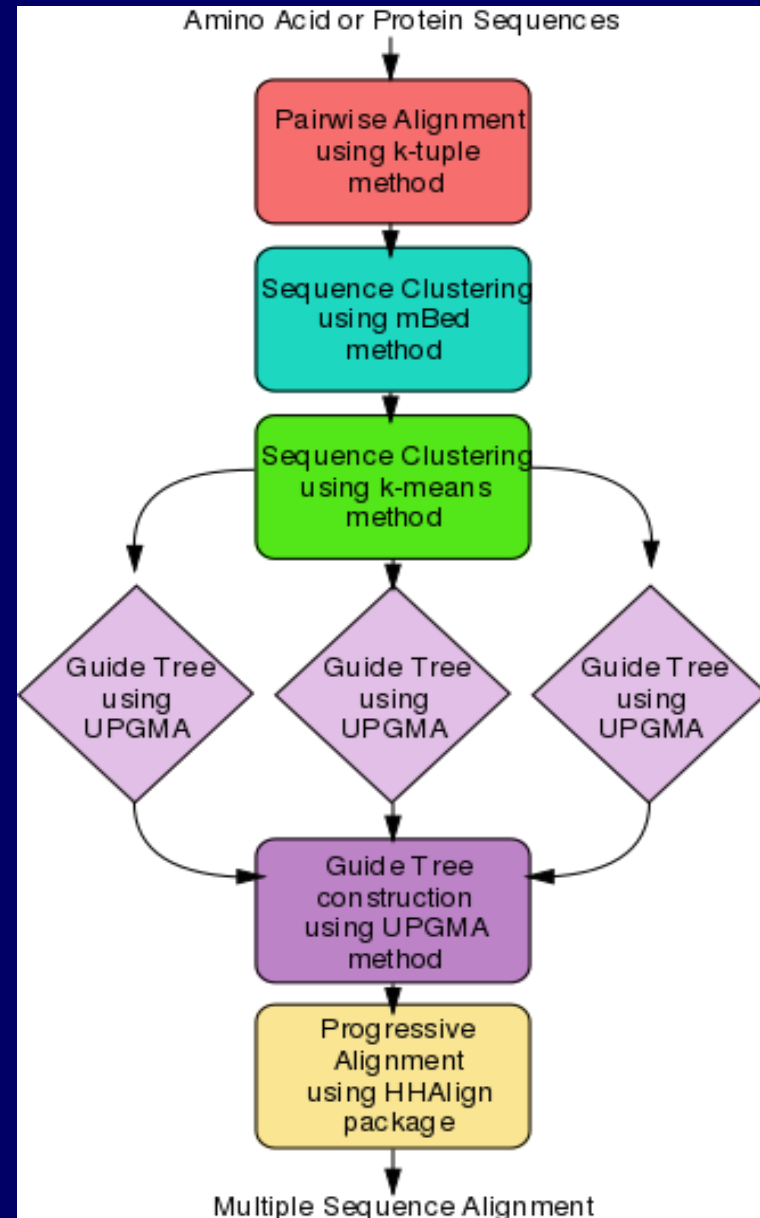 Amino Acid or Protein Sequences
Pairwise Alignment
using k-tuple
method
Sequence Clustering
using mBed
method
Sequence Clustering
using k-means
method
Guide Tree
using
UPGMA
Guide Tree
using
UPGMA
Guide Tree
using
UPGMA
Guide Tree
construction
using UPGMA
method
Progressive
Alignment
using HHAlign
package
Multiple Sequence Alignment